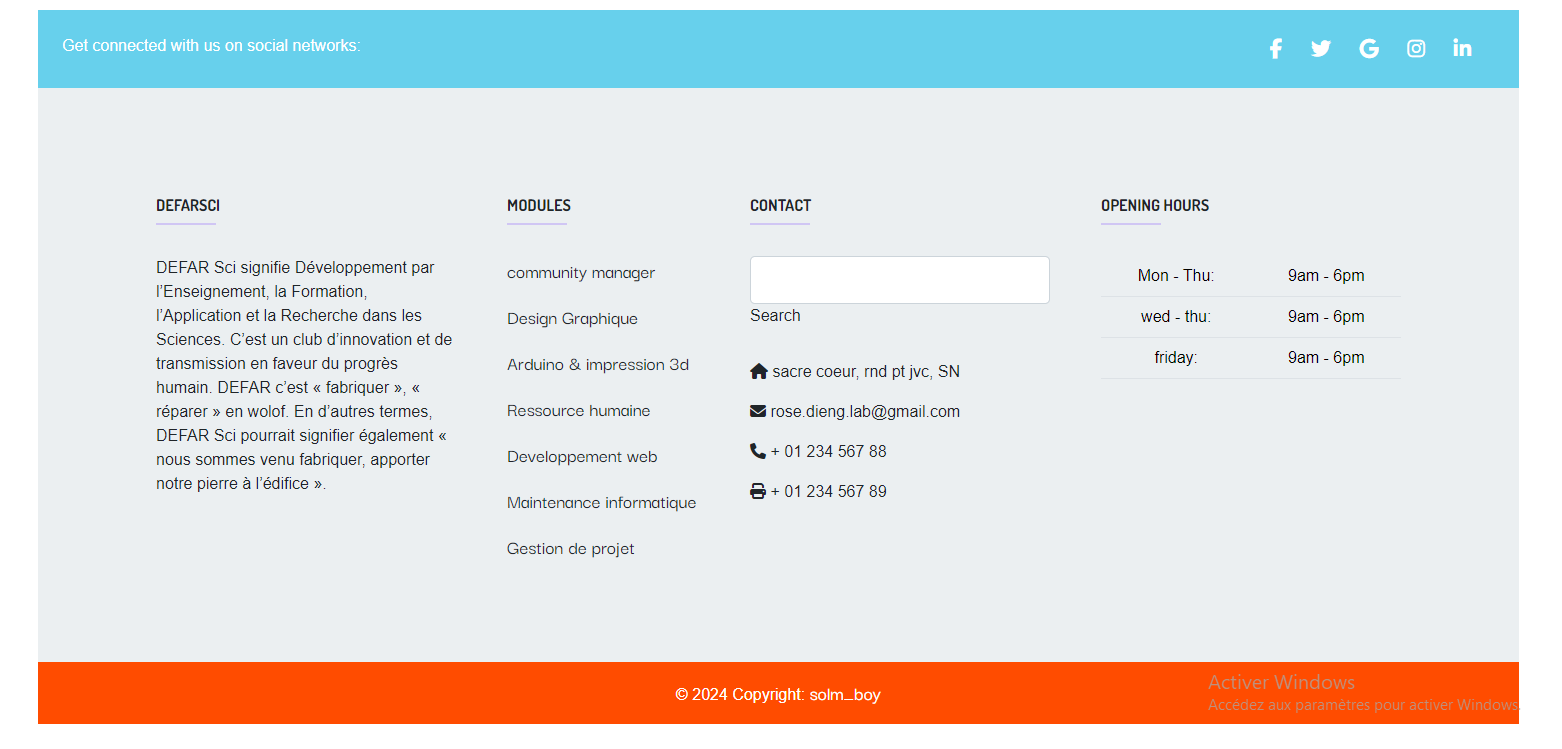 Get connected with us on social networks:
DEFARSCI
DEFAR Sci signifie Développement par
l’Enseignement, la Formation,
l’Application et la Recherche dans les
Sciences. C’est un club d’innovation et de
transmission en faveur du progrès
humain. DEFAR c’est « fabriquer », «
réparer » en wolof. En d’autres termes,
DEFAR Sci pourrait signifier également «
nous sommes venu fabriquer, apporter
notre pierre à l’édifice ».
MODULES
community manager
Design Graphique
Arduino & impression 3d
Ressource humaine
Developpement web
Maintenance informatique
Gestion de projet
CONTACT
Search
sacre coeur, rnd pt jvc, SN
rose.dieng.lab@gmail.com
+ 01 234 567 88
+ 01 234 567 89
OPENING HOURS
Mon - Thu: 9am - 6pm
wed - thu: 9am - 6pm
friday: 9am - 6pm
© 2024 Copyright: solm_boy
Activer Windows
Accédez aux paramètres pour activer Windows.